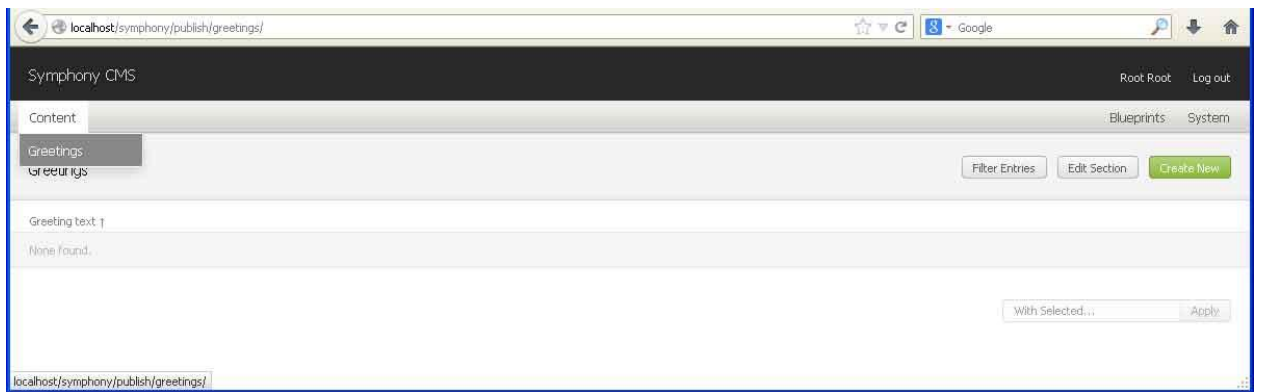 localhost/symphony/publish/greetings/ Google
Symphony CMS Root Root Log out
Content Blueprints System
Greetings
Greetings Filter Entries Edit Section Create New
Greeting text ↑
None found.
With Selected... Apply
localhost/symphony/publish/greetings/